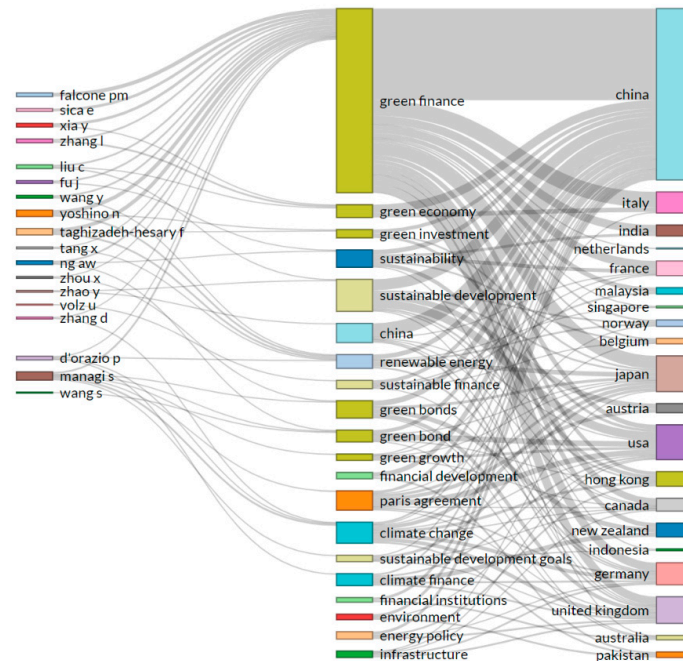 falcone pm
sica e
xia y
zhang l
liu c
fu j
wang y
yoshino n
taghizadeh-hesary f
tang x
ng aw
zhou x
zhao y
volz u
zhang d
d'orazio p
managi s
wang s
green finance
green economy
green investment
sustainability
sustainable development
china
renewable energy
sustainable finance
green bonds
green bond
green growth
financial development
paris agreement
climate change
sustainable development goals
climate finance
financial institutions
environment
energy policy
infrastructure
china
italy
india
netherlands
france
malaysia
singapore
norway
belgium
japan
austria
usa
hong kong
canada
new zealand
indonesia
germany
united kingdom
australia
pakistan